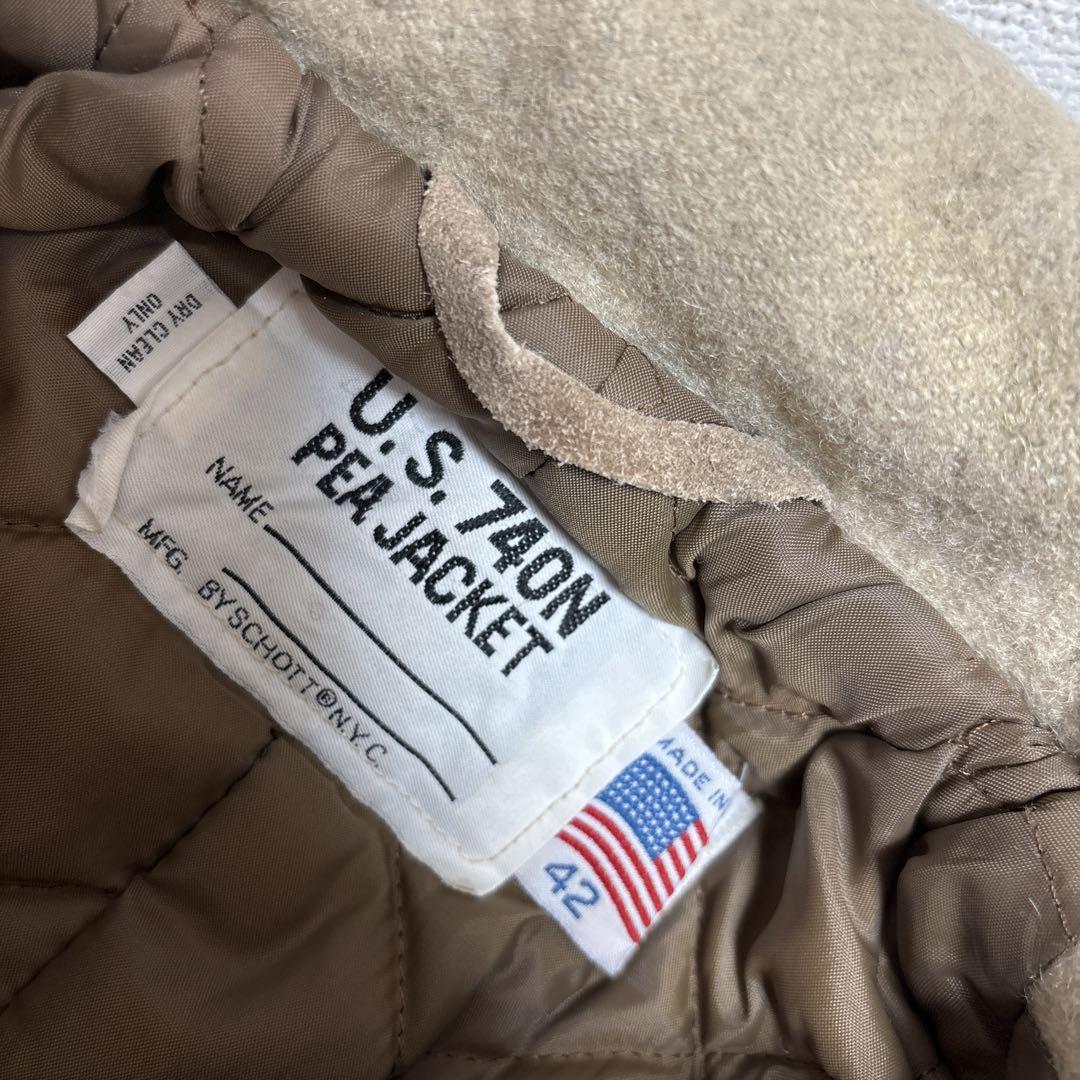 DRY CLEAN
ONLY
U.S. 740N
PEA JACKET
NAME
MFG. BY SCHOTT® N.Y.C.
MADE IN
42